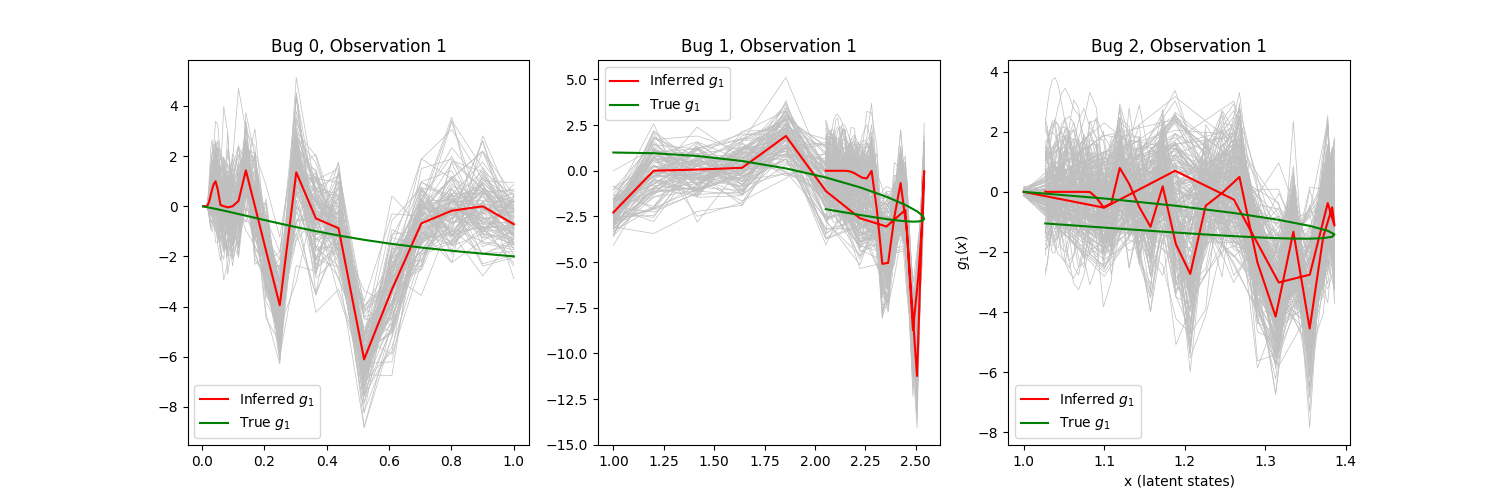 Bug 0, Observation 1
4
2
0
−2
−4
−6
−8
Inferred g₁
True g₁
0.0 0.2 0.4 0.6 0.8 1.0
Bug 1, Observation 1
Inferred g₁
True g₁
5.0
2.5
0.0
−2.5
−5.0
−7.5
−10.0
−12.5
−15.0
1.00 1.25 1.50 1.75 2.00 2.25 2.50
Bug 2, Observation 1
g₁(x)
4
2
0
−2
−4
−6
−8
Inferred g₁
True g₁
1.0 1.1 1.2 1.3 1.4
x (latent states)